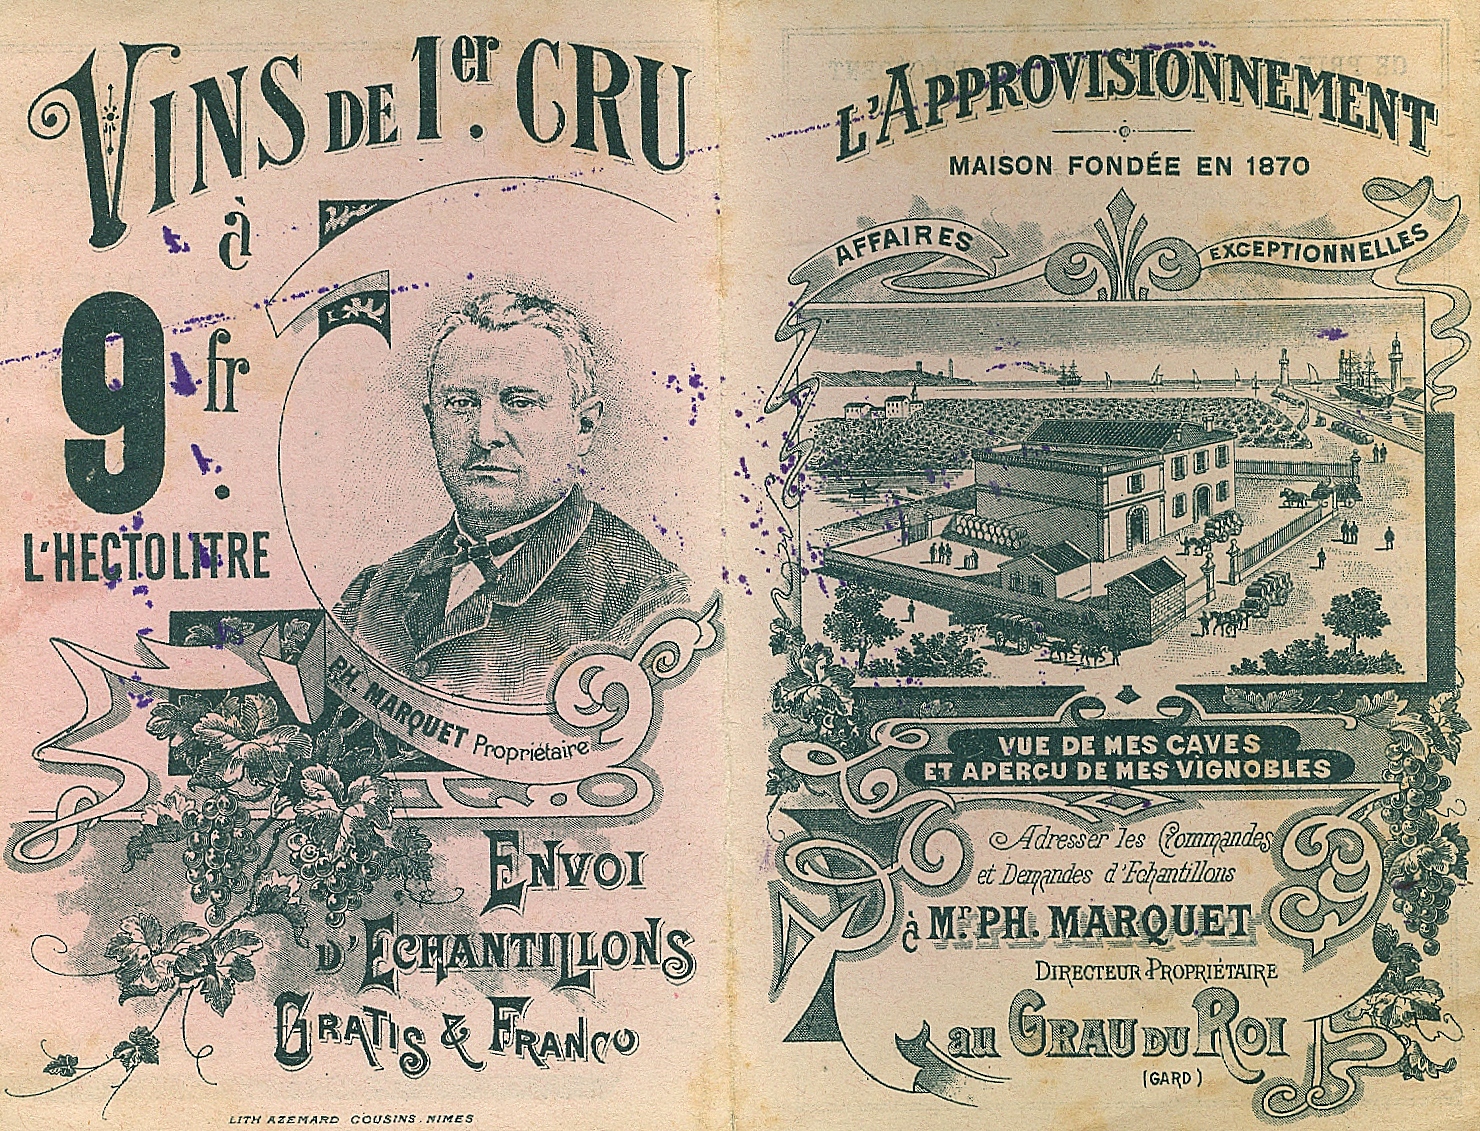 VINS DE 1er. CRU
à
9 fr.
L'HECTOLITRE
PH. MARQUET Propriétaire
ENVOI
D'ECHANTILLONS
GRATIS & FRANCO
LITH AZEMARD COUSINS. NIMES
L'APPROVISIONNEMENT
MAISON FONDÉE EN 1870
AFFAIRES EXCEPTIONNELLES
VUE DE MES CAVES
ET APERÇU DE MES VIGNOBLES
Adresser les Commandes
et Demandes d'Echantillons
à Mr. PH. MARQUET
DIRECTEUR PROPRIÉTAIRE
au GRAU DU ROI
(GARD)